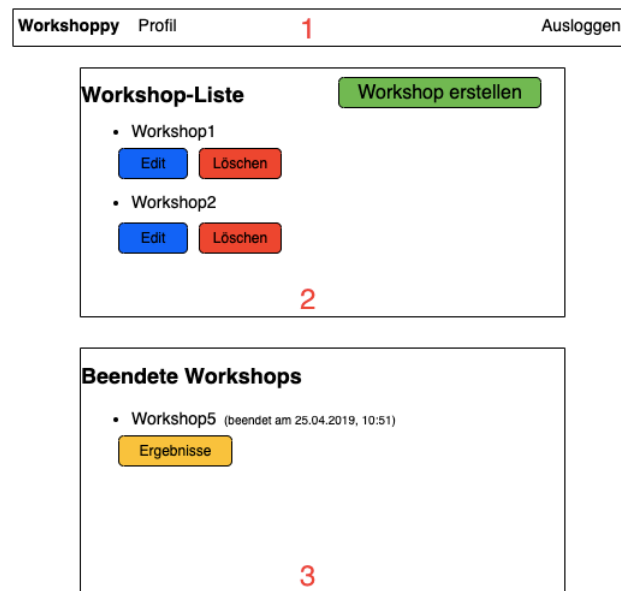 Workshoppy Profil 1 Ausloggen
Workshop-Liste Workshop erstellen
• Workshop1
Edit Löschen
• Workshop2
Edit Löschen
2
Beendete Workshops
• Workshop5 (beendet am 25.04.2019, 10:51)
Ergebnisse
3